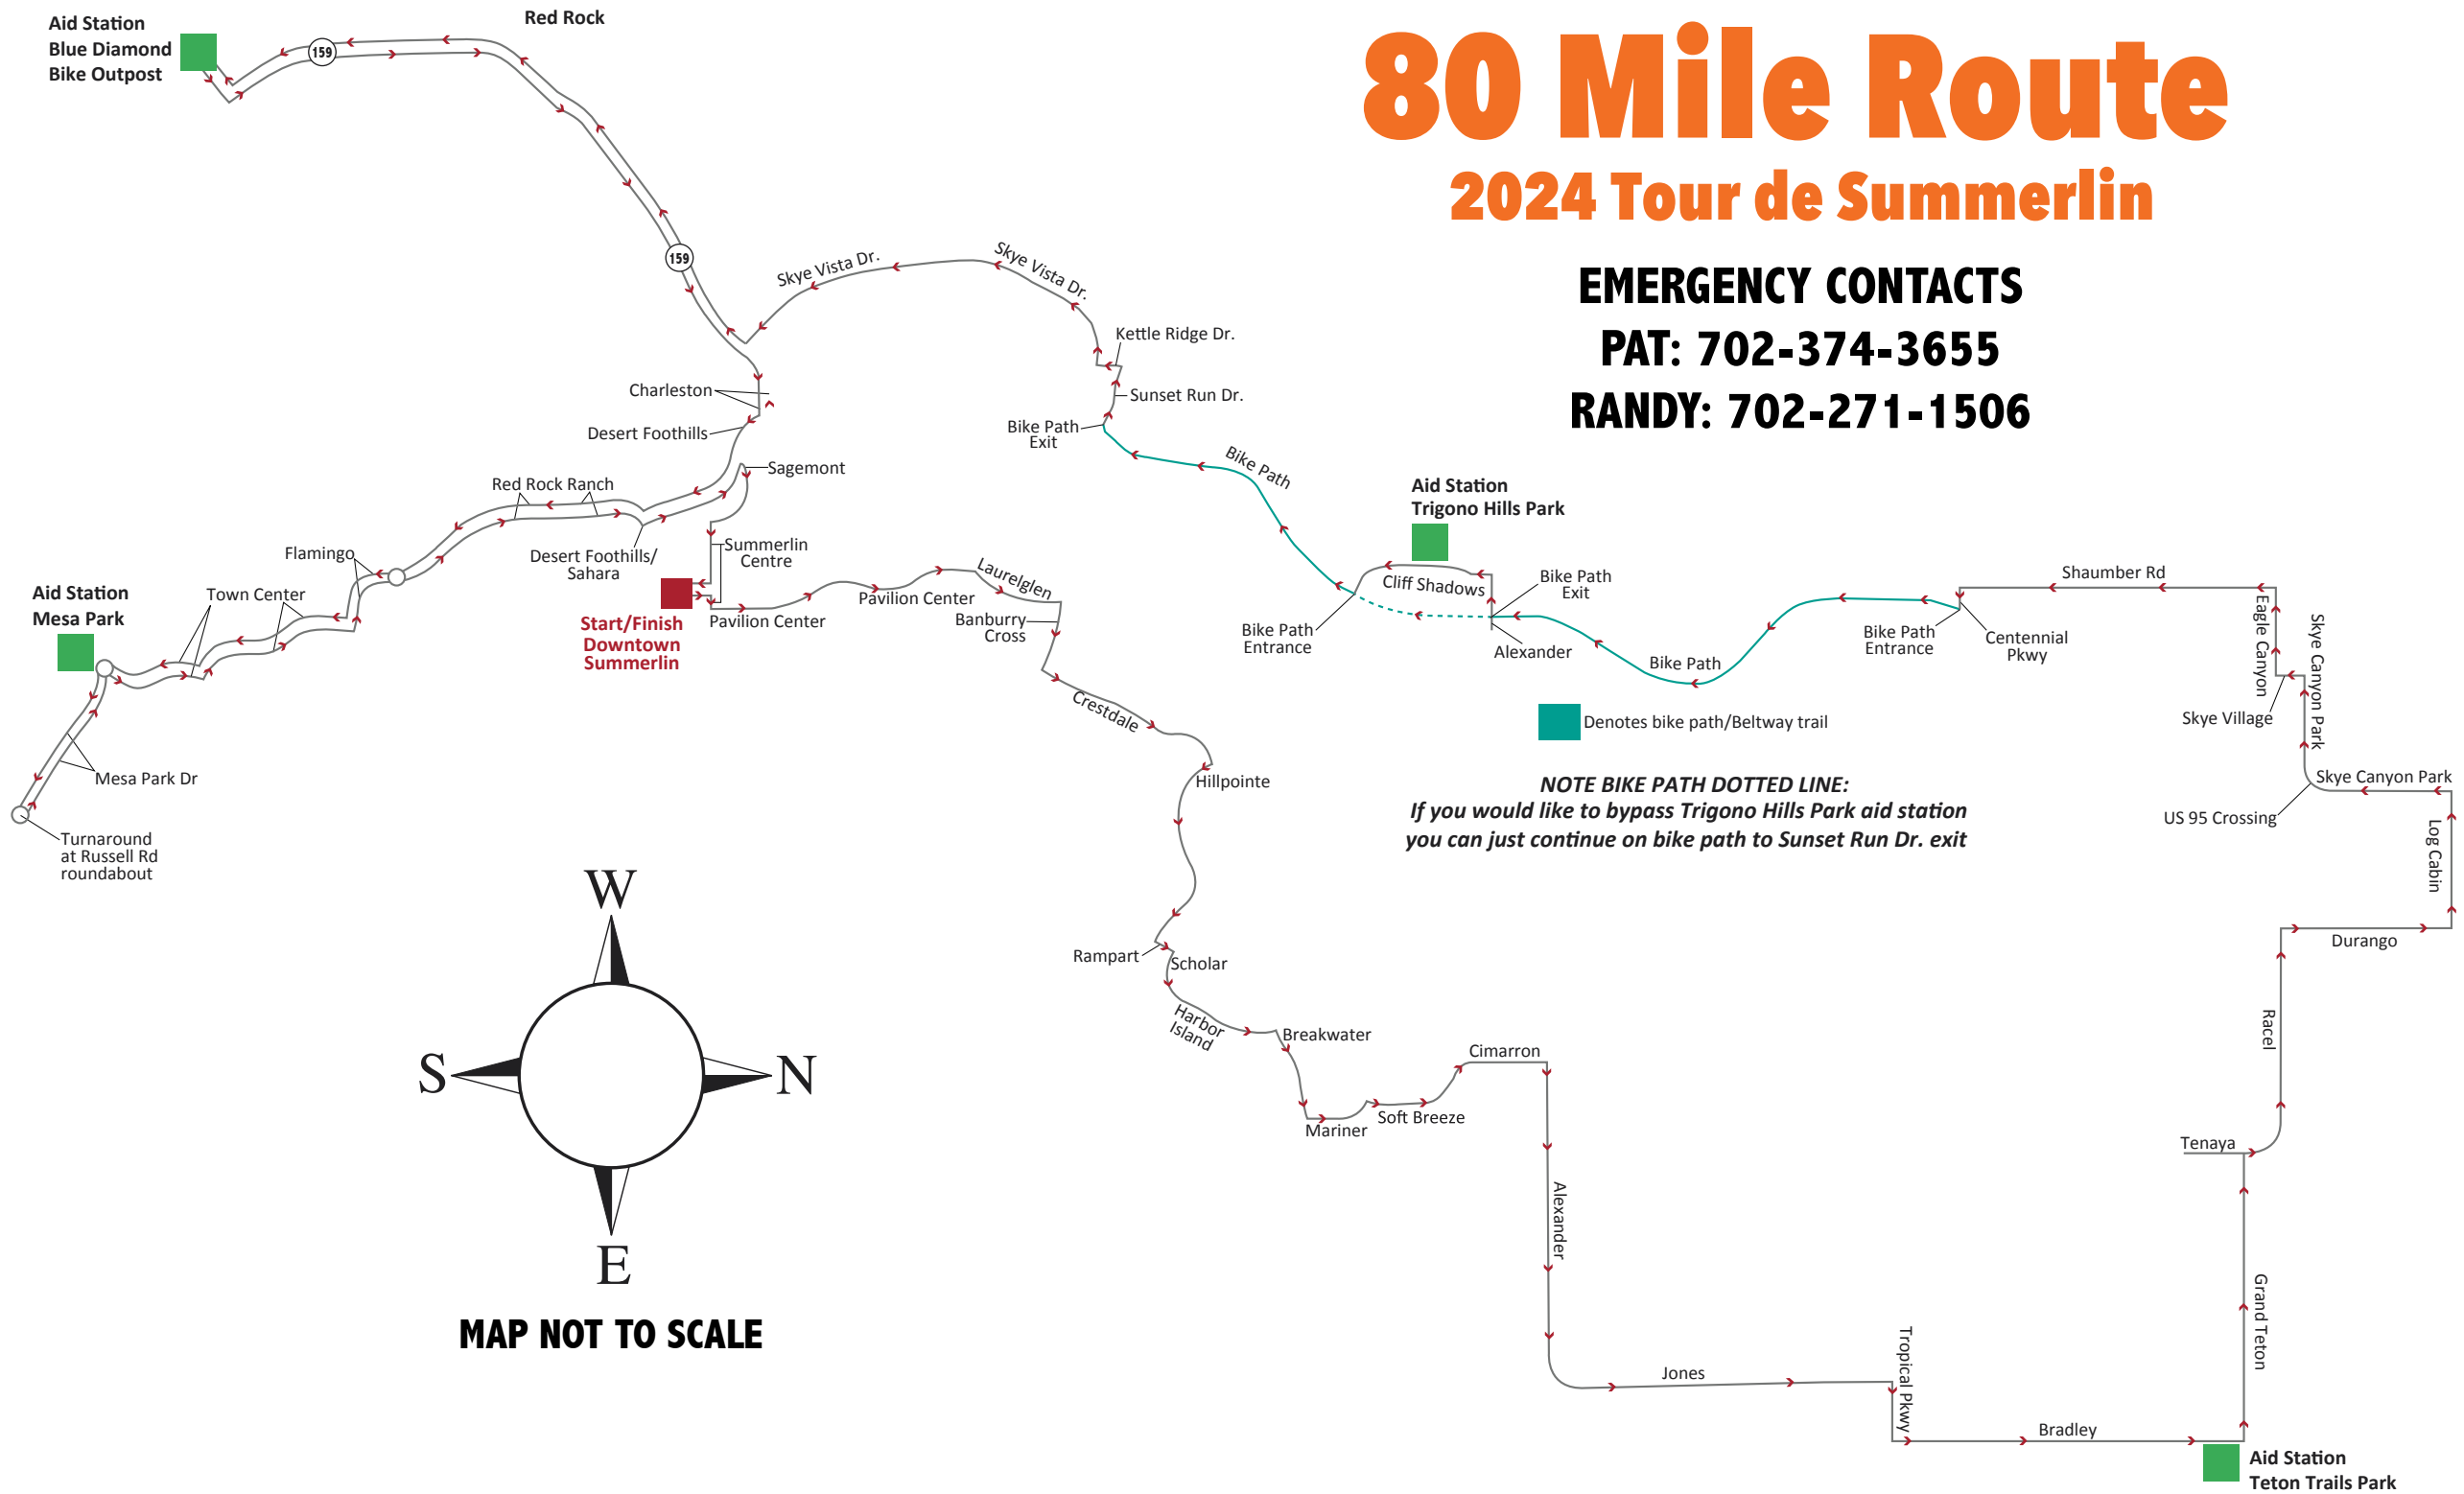 80 Mile Route
2024 Tour de Summerlin
EMERGENCY CONTACTS
PAT: 702-374-3655
RANDY: 702-271-1506
Aid Station
Blue Diamond
Bike Outpost
Red Rock
159
159
Skye Vista Dr.
Skye Vista Dr.
Kettle Ridge Dr.
Sunset Run Dr.
Bike Path
Exit
Bike Path
Charleston
Desert Foothills
Sagemont
Red Rock Ranch
Desert Foothills/
Sahara
Summerlin
Centre
Flamingo
Town Center
Aid Station
Mesa Park
Mesa Park Dr
Turnaround
at Russell Rd
roundabout
Start/Finish
Downtown
Summerlin
Pavilion Center
Pavilion Center
Laurelglen
Banburry
Cross
Crestdale
Hillpointe
Rampart
Scholar
Harbor
Island
Breakwater
Mariner
Soft Breeze
Cimarron
Alexander
Jones
Tropical Pkwy
Bradley
Aid Station
Teton Trails Park
Grand Teton
Tenaya
Racel
Durango
Log Cabin
Skye Canyon Park
US 95 Crossing
Skye Canyon Park
Skye Village
Eagle Canyon
Shaumber Rd
Centennial
Pkwy
Bike Path
Entrance
Bike Path
Bike Path
Exit
Alexander
Cliff Shadows
Aid Station
Trigono Hills Park
Bike Path
Entrance
Denotes bike path/Beltway trail
NOTE BIKE PATH DOTTED LINE:
If you would like to bypass Trigono Hills Park aid station
you can just continue on bike path to Sunset Run Dr. exit
W
S
N
E
MAP NOT TO SCALE